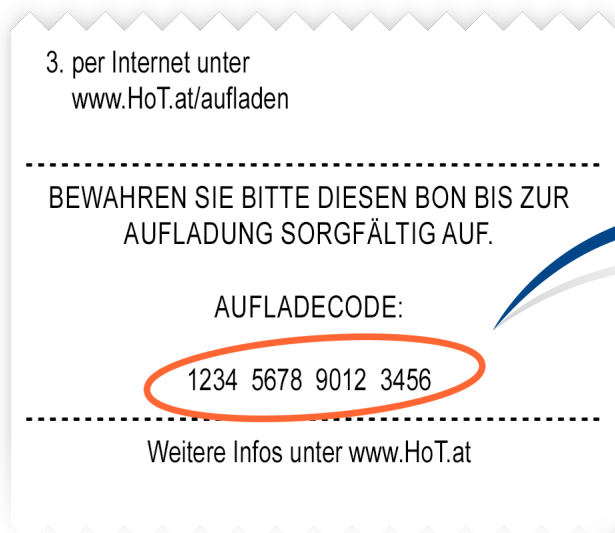 3. per Internet unter
www.HoT.at/aufladen
BEWAHREN SIE BITTE DIESEN BON BIS ZUR
AUFLADUNG SORGFÄLTIG AUF.
AUFLADECODE:
1234 5678 9012 3456
Weitere Infos unter www.HoT.at